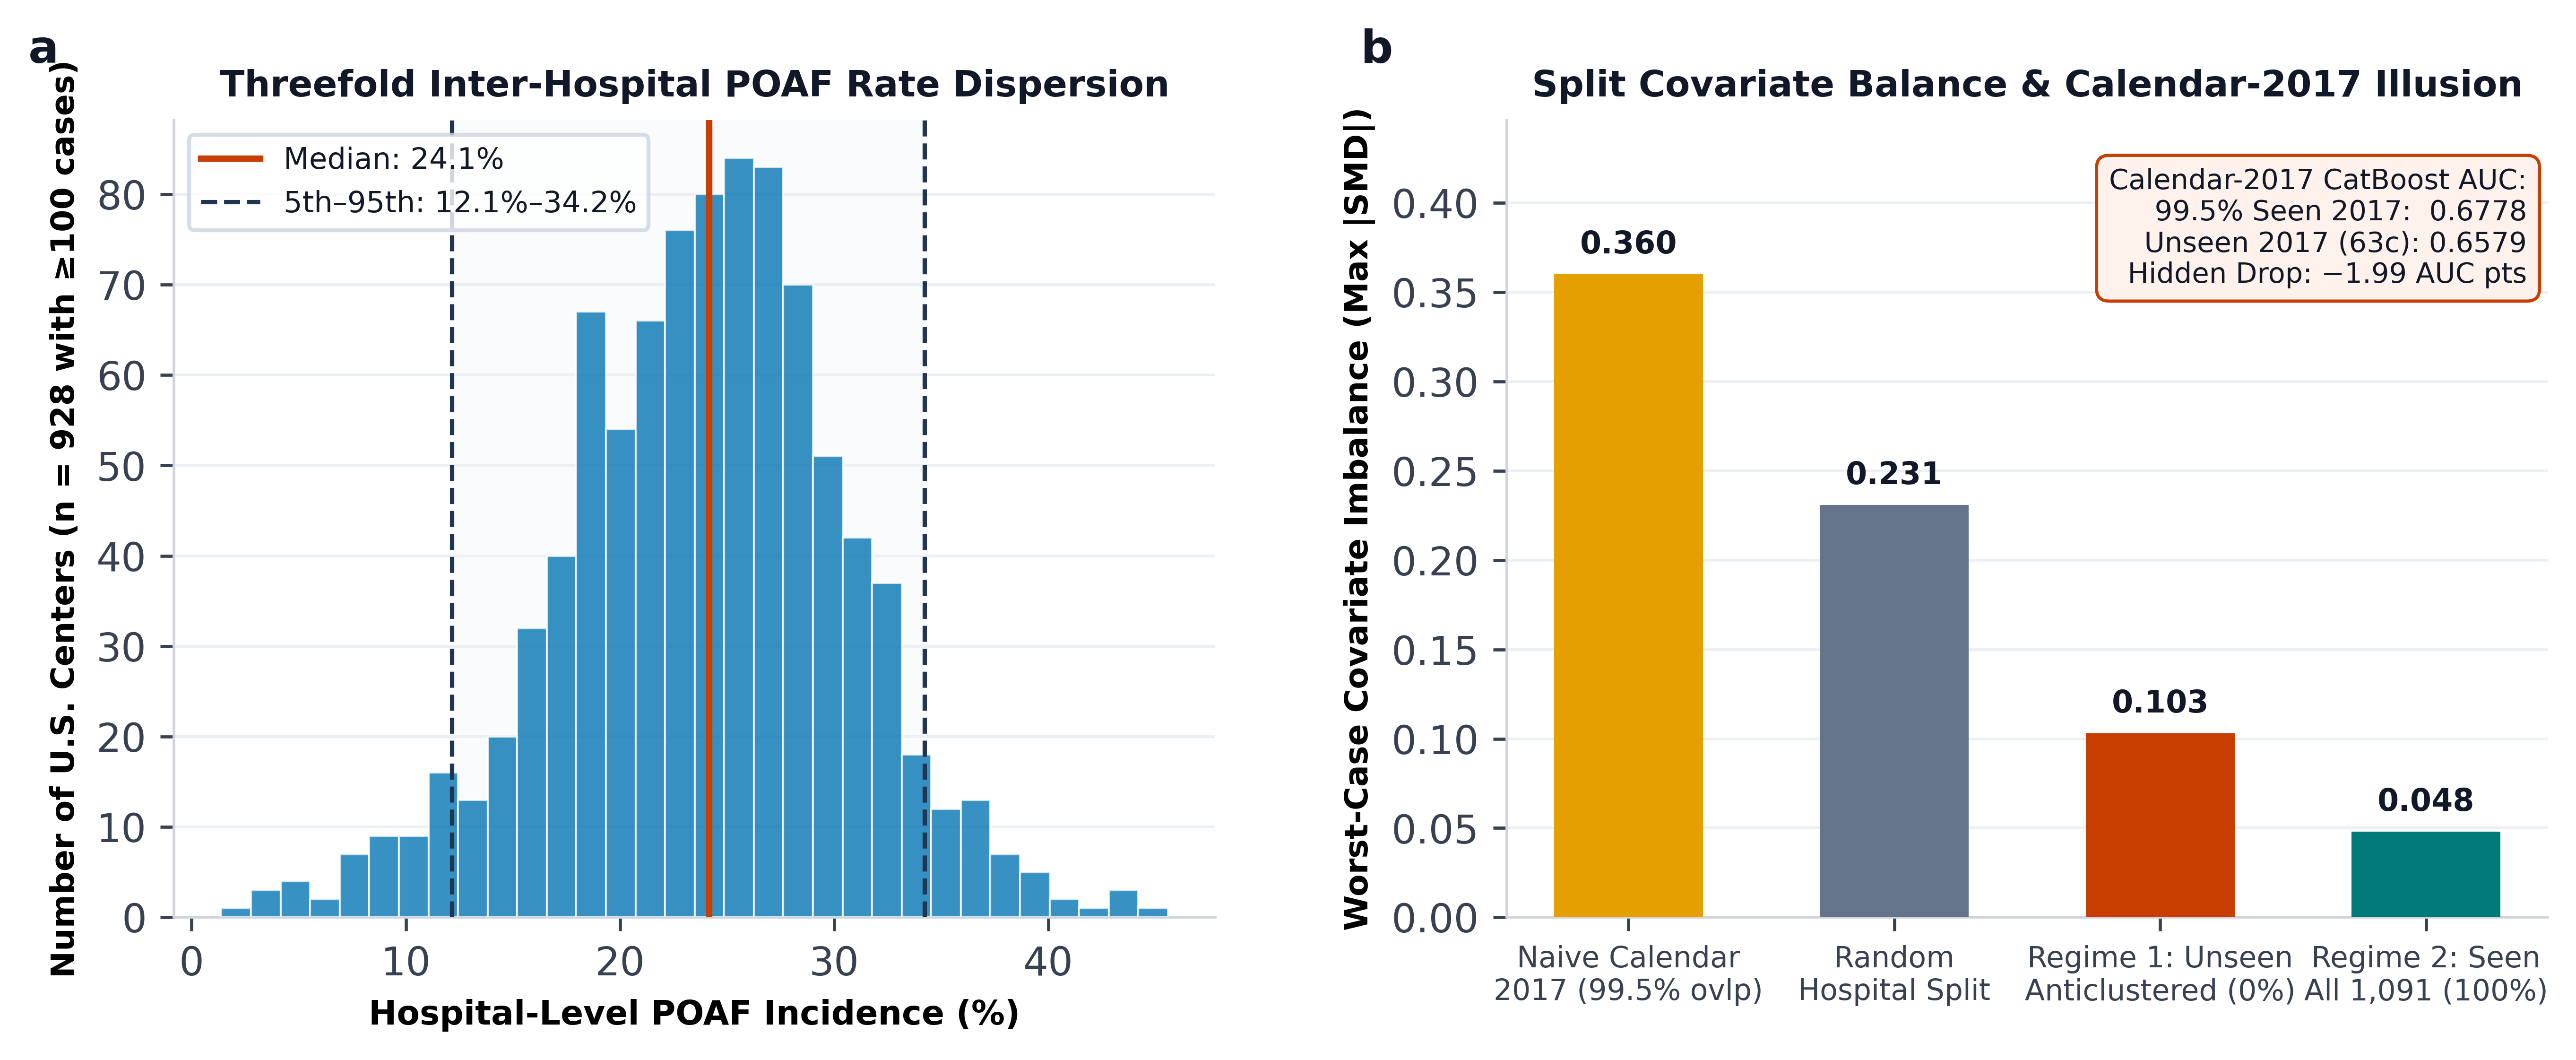 a
Threefold Inter-Hospital POAF Rate Dispersion
Number of U.S. Centers (n = 928 with ≥100 cases)
Median: 24.1%
5th–95th: 12.1%–34.2%
80
70
60
50
40
30
20
10
0
0 10 20 30 40
Hospital-Level POAF Incidence (%)
b
Split Covariate Balance & Calendar-2017 Illusion
Worst-Case Covariate Imbalance (Max |SMD|)
Calendar-2017 CatBoost AUC:
99.5% Seen 2017: 0.6778
Unseen 2017 (63c): 0.6579
Hidden Drop: −1.99 AUC pts
0.40
0.35
0.30
0.25
0.20
0.15
0.10
0.05
0.00
0.360
0.231
0.103
0.048
Naive Calendar
2017 (99.5% ovlp)
Random
Hospital Split
Regime 1: Unseen
Anticlustered (0%)
Regime 2: Seen
All 1,091 (100%)